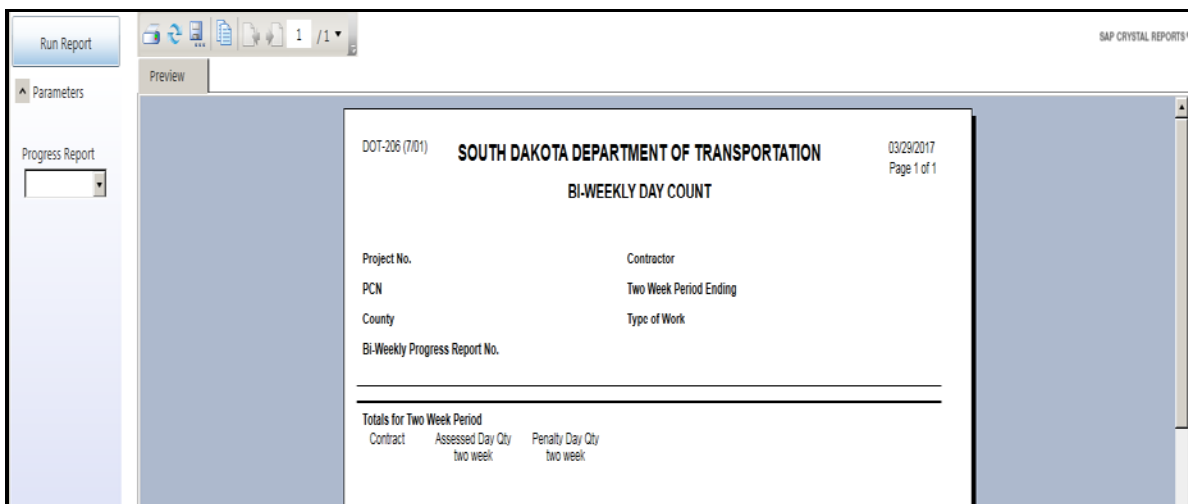 Run Report
Parameters
Progress Report
1 /1
SAP CRYSTAL REPORTS
Preview
DOT-206 (7/01) SOUTH DAKOTA DEPARTMENT OF TRANSPORTATION 03/29/2017
Page 1 of 1
BI-WEEKLY DAY COUNT
Project No. Contractor
PCN Two Week Period Ending
County Type of Work
Bi-Weekly Progress Report No.
Totals for Two Week Period
Contract Assessed Day Qty Penalty Day Qty
two week two week